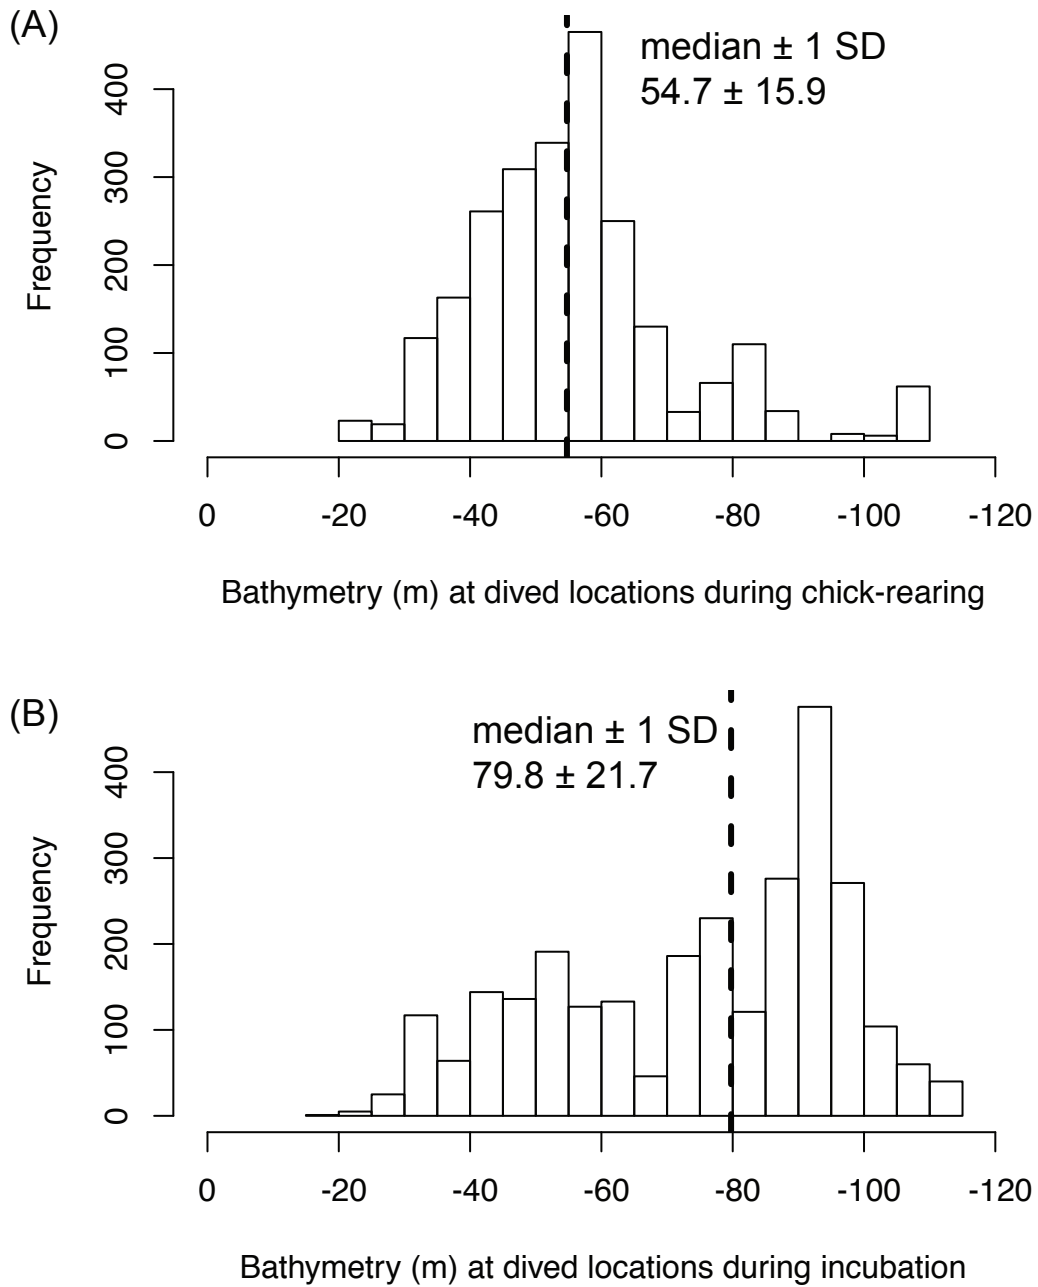 (A)
median ± 1 SD
54.7 ± 15.9
Frequency
400
300
200
100
0
0 -20 -40 -60 -80 -100 -120
Bathymetry (m) at dived locations during chick-rearing
(B)
median ± 1 SD
79.8 ± 21.7
Frequency
400
300
200
100
0
0 -20 -40 -60 -80 -100 -120
Bathymetry (m) at dived locations during incubation